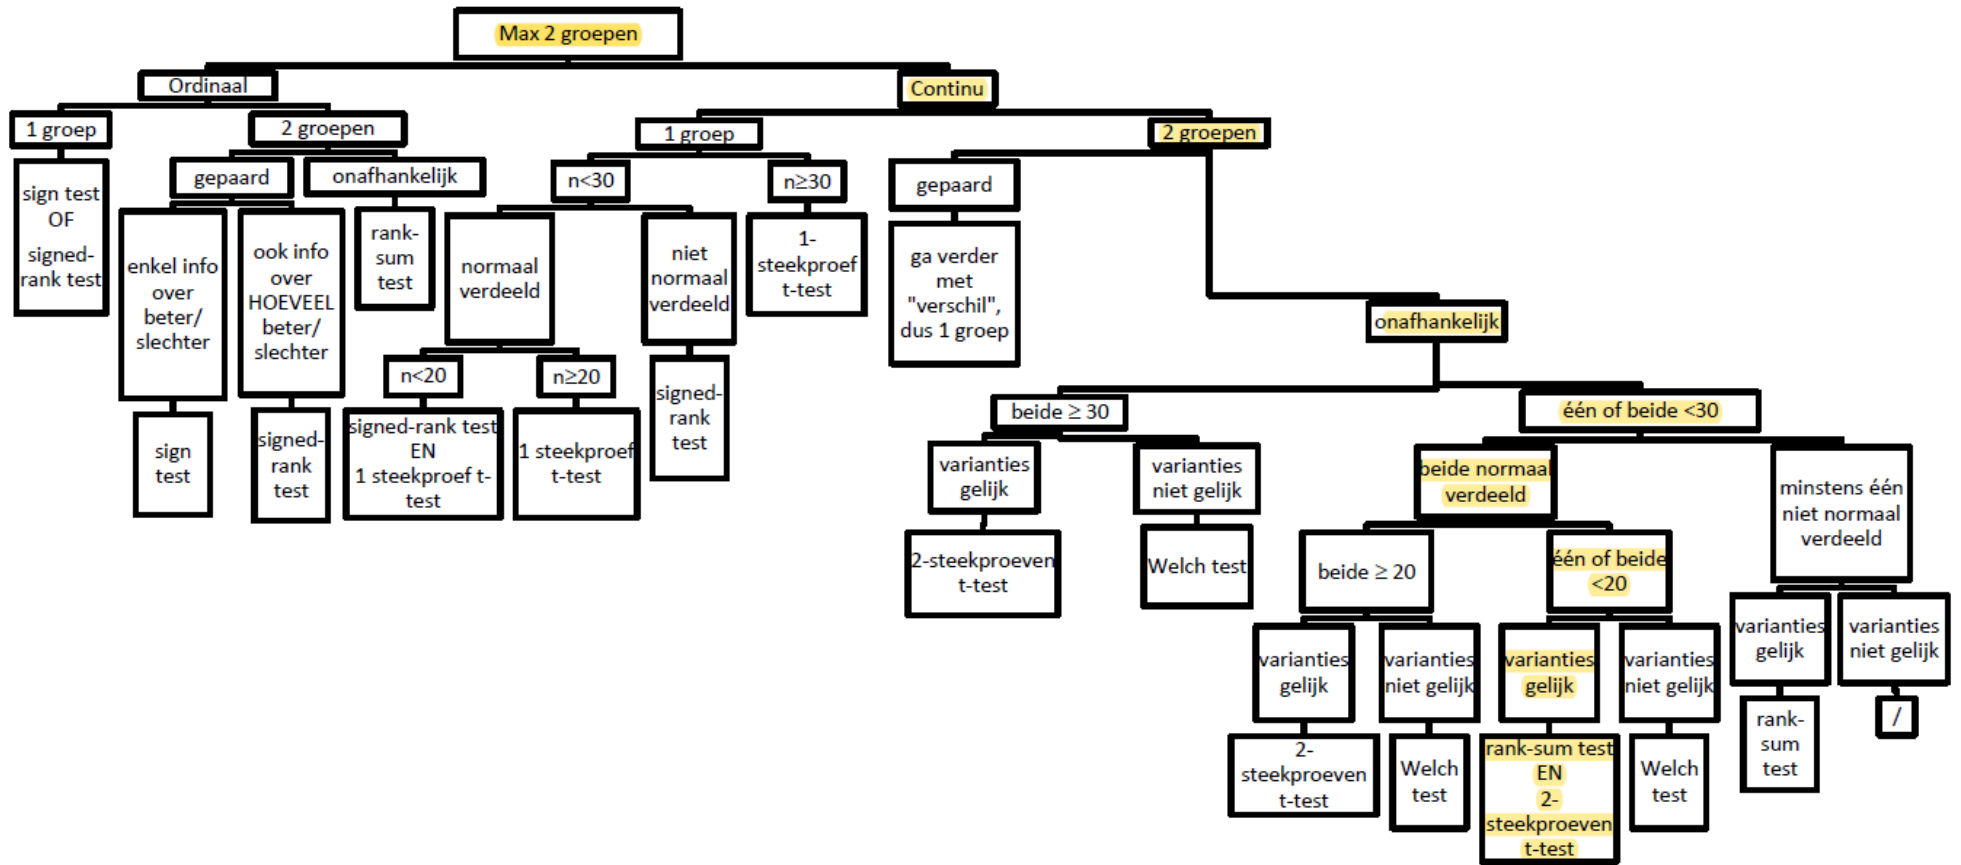 Max 2 groepen
Ordinaal
Continu
1 groep
2 groepen
1 groep
2 groepen
gepaard
onafhankelijk
n<30
n≥30
gepaard
onafhankelijk
sign test
OF
signed-
rank test
enkel info
over
beter/
slechter
ook info
over
HOEVEEL
beter/
slechter
rank-
sum
test
normaal
verdeeld
niet
normaal
verdeeld
1-
steekproef
t-test
ga verder
met
"verschil",
dus 1 groep
n<20
n≥20
sign
test
signed-
rank
test
signed-rank test
EN
1 steekproef t-
test
1 steekproef
t-test
signed-
rank
test
beide ≥ 30
één of beide <30
varianties
gelijk
varianties
niet gelijk
beide normaal
verdeeld
minstens één
niet normaal
verdeeld
2-steekproeven
t-test
Welch test
beide ≥ 20
één of beide
<20
varianties
gelijk
varianties
niet gelijk
varianties
gelijk
varianties
niet gelijk
varianties
gelijk
varianties
niet gelijk
2-
steekproeven
t-test
Welch
test
rank-sum test
EN
2-
steekproeven
t-test
Welch
test
rank-
sum
test
/